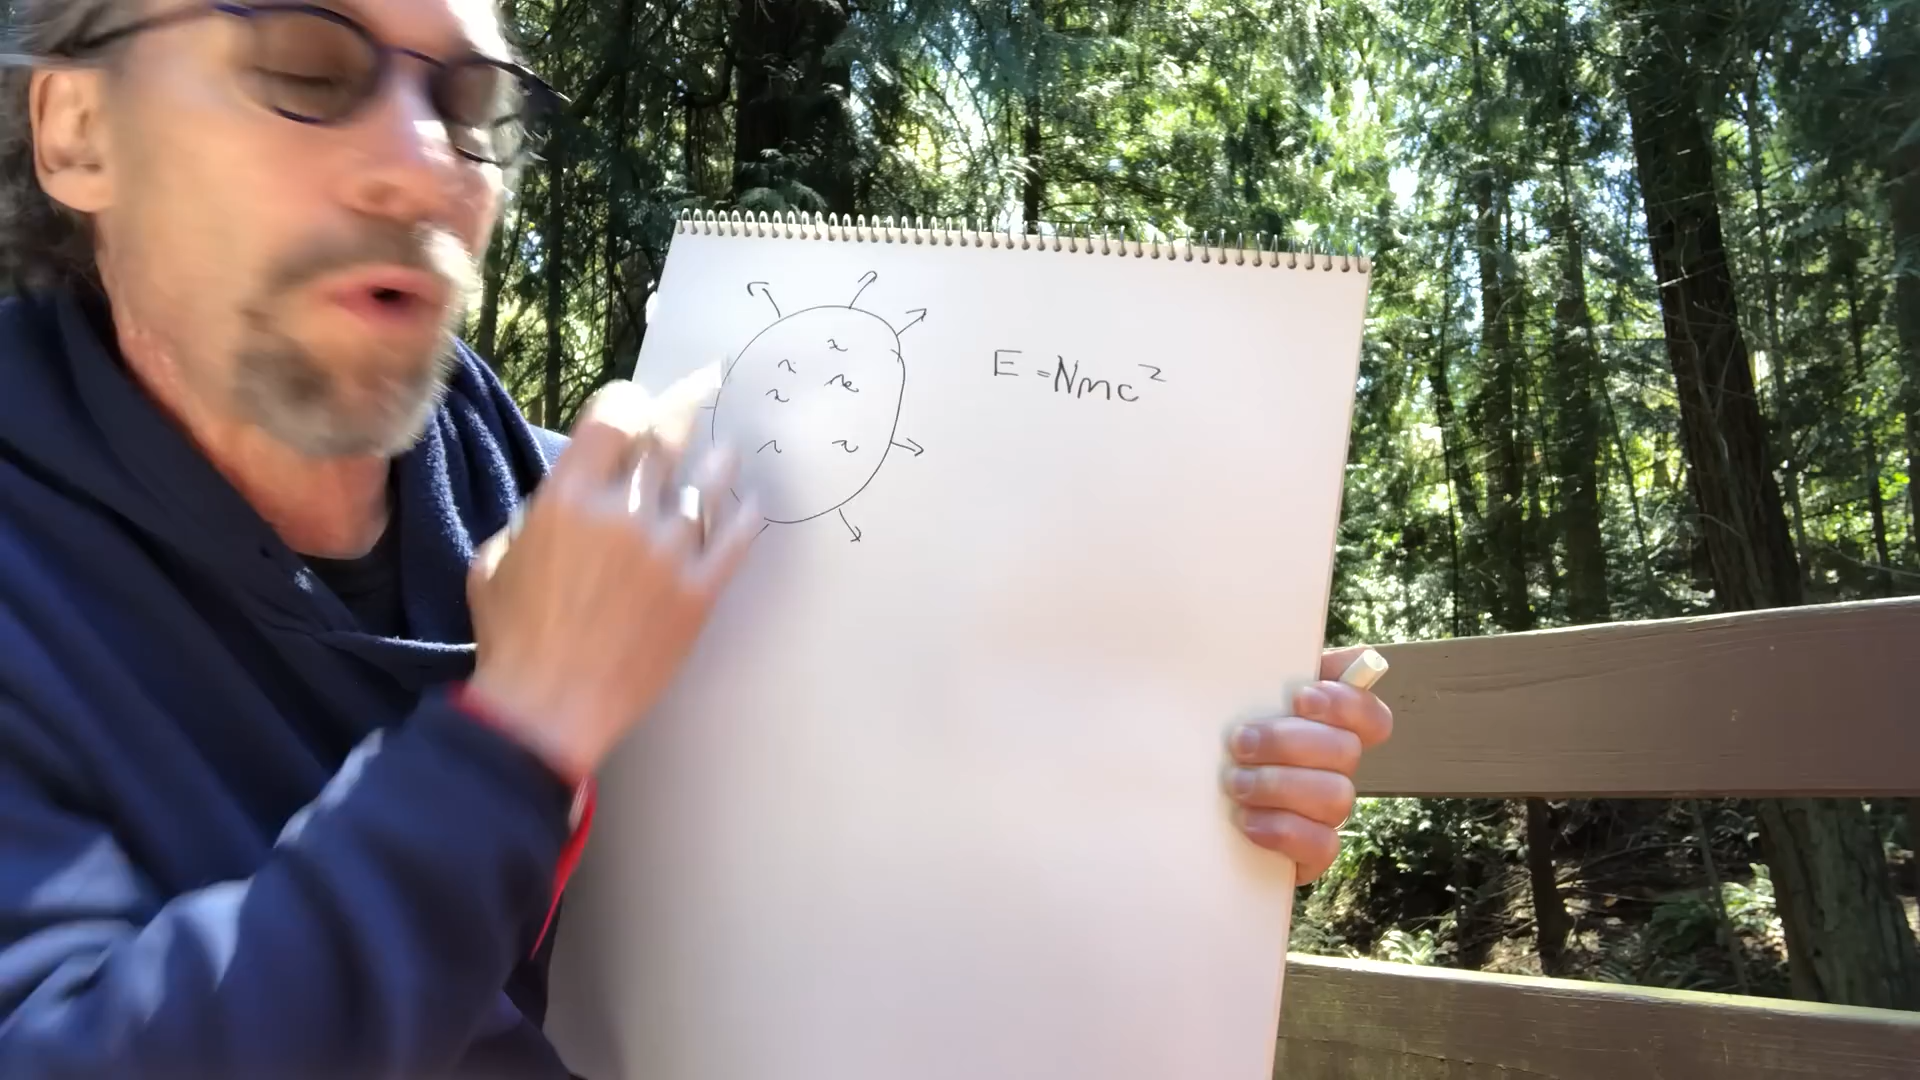 E = Nmc²